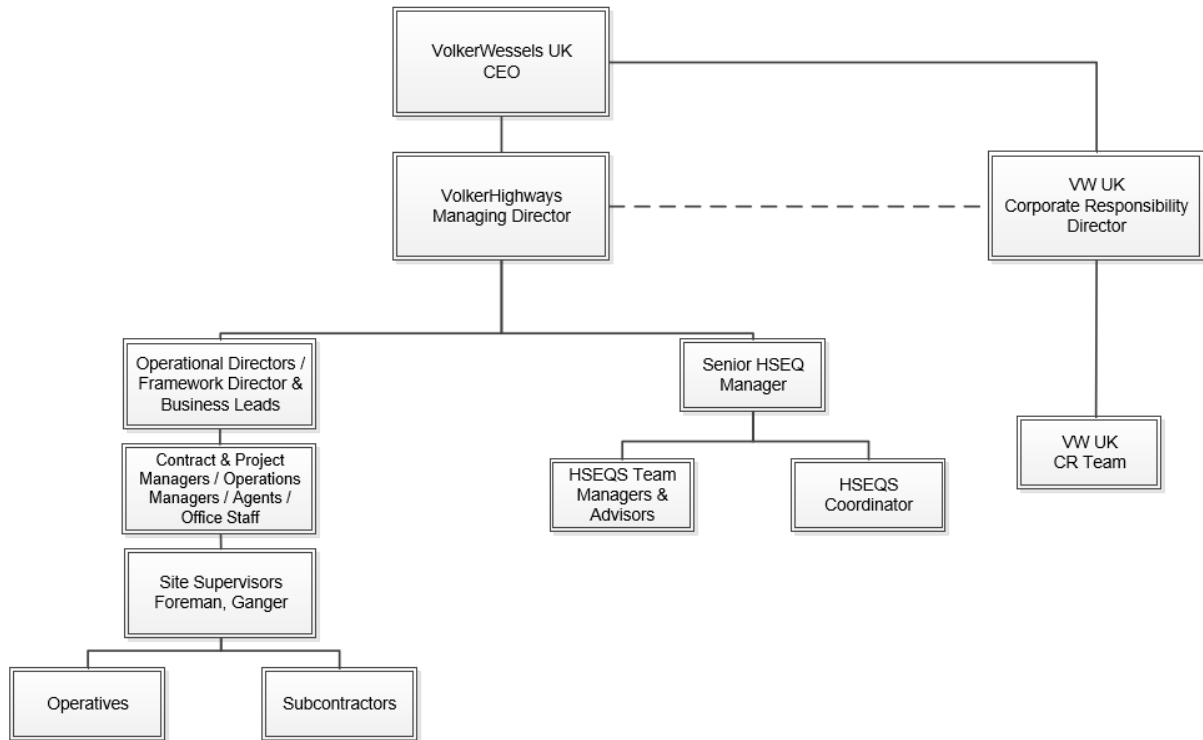 VolkerWessels UK
CEO
VolkerHighways
Managing Director
VW UK
Corporate Responsibility
Director
Operational Directors /
Framework Director &
Business Leads
Senior HSEQ
Manager
Contract & Project
Managers / Operations
Managers / Agents /
Office Staff
HSEQS Team
Managers &
Advisors
HSEQS
Coordinator
VW UK
CR Team
Site Supervisors
Foreman, Ganger
Operatives
Subcontractors